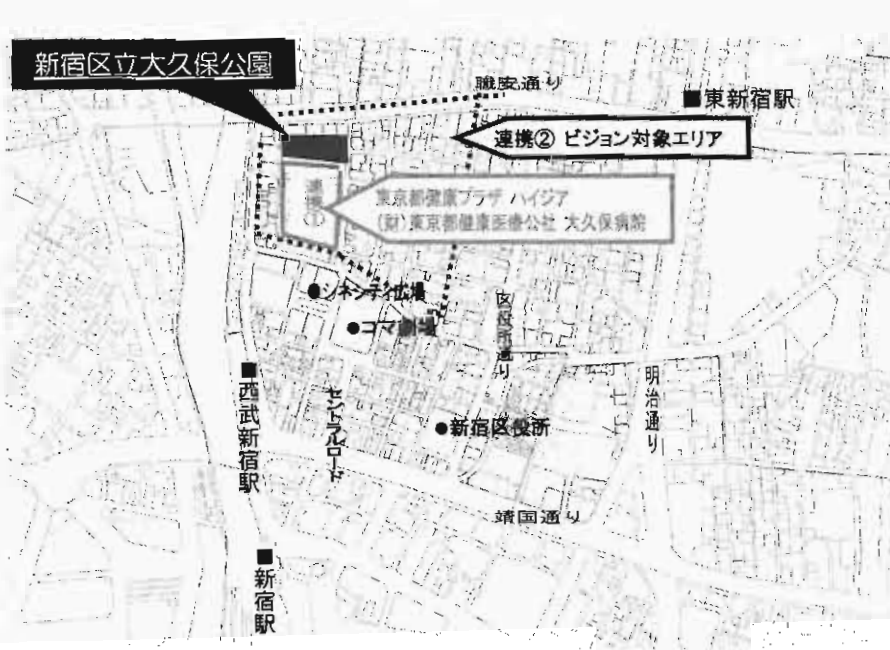 新宿区立大久保公園
職安通り
■東新宿駅
連携② ビジョン対象エリア
連携①
東京都健康プラザ ハイジア
(財)東京都健康医療公社 大久保病院
●シネシティ広場
●コマ劇場
区役所通り
■西武新宿駅
セントラルロード
明治通り
●新宿区役所
靖国通り
■新宿駅